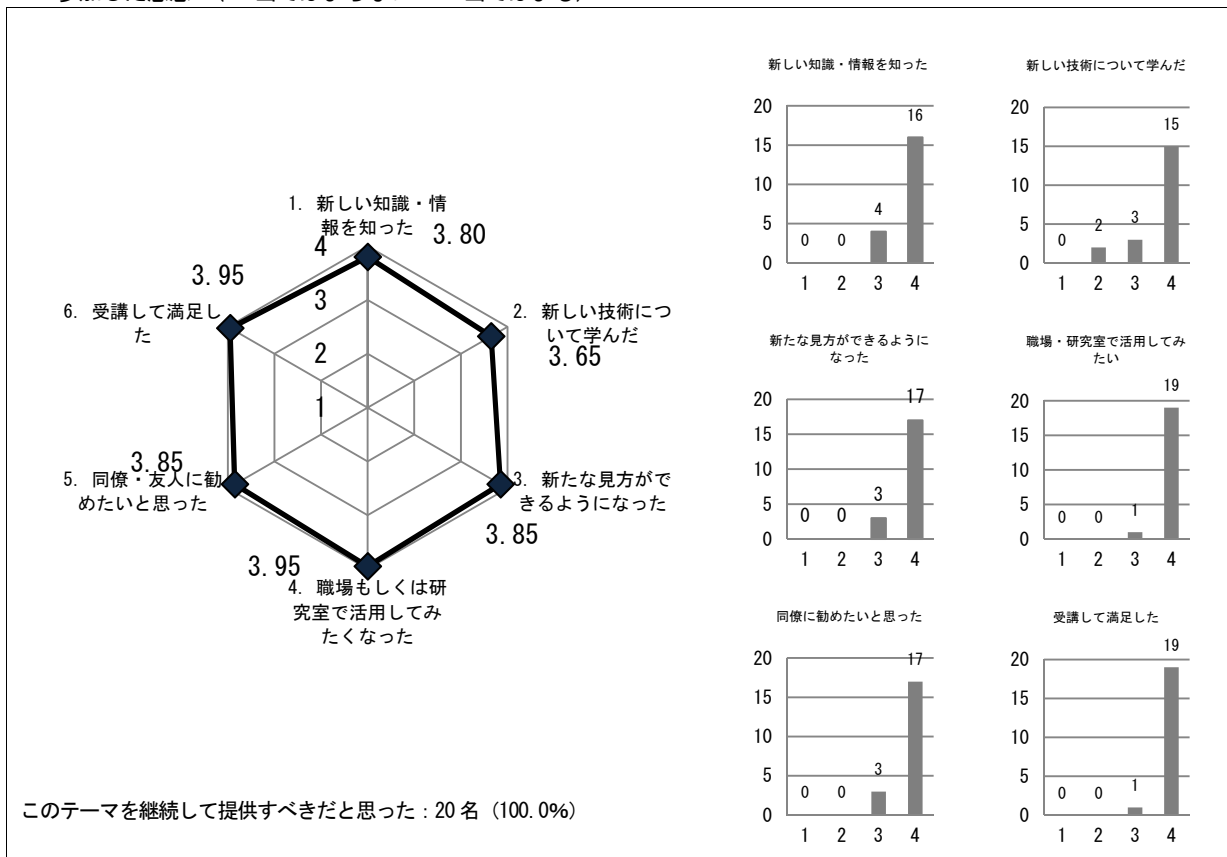 1. 新しい知識・情
報を知った
3.80
4
3
2
1
2. 新しい技術につ
いて学んだ
3.65
3. 新たな見方がで
きるようになった
3.85
3.95
4. 職場もしくは研
究室で活用してみ
たくなった
3.85
5. 同僚・友人に勧
めたいと思った
3.95
6. 受講して満足し
た
このテーマを継続して提供すべきだと思った：20名（100.0%）
新しい知識・情報を知った
20
15
10
5
0
0 0 4 16
1 2 3 4
新しい技術について学んだ
20
15
10
5
0
0 2 3 15
1 2 3 4
新たな見方ができるように
なった
20
15
10
5
0
0 0 3 17
1 2 3 4
職場・研究室で活用してみ
たい
20
15
10
5
0
0 0 1 19
1 2 3 4
同僚に勧めたいと思った
20
15
10
5
0
0 0 3 17
1 2 3 4
受講して満足した
20
15
10
5
0
0 0 1 19
1 2 3 4